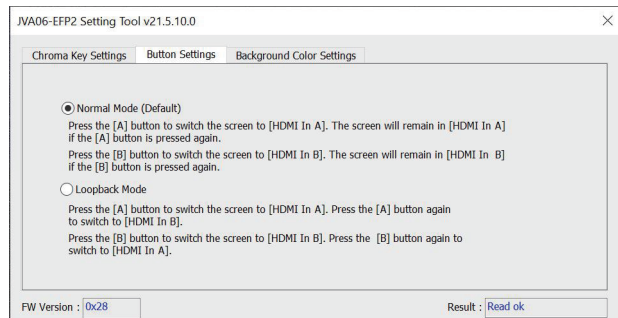 JVA06-EFP2 Setting Tool v21.5.10.0
Chroma Key Settings Button Settings Background Color Settings
Normal Mode (Default)
Press the [A] button to switch the screen to [HDMI In A]. The screen will remain in [HDMI In A]
if the [A] button is pressed again.
Press the [B] button to switch the screen to [HDMI In B]. The screen will remain in [HDMI In B]
if the [B] button is pressed again.
Loopback Mode
Press the [A] button to switch the screen to [HDMI In A]. Press the [A] button again
to switch to [HDMI In B].
Press the [B] button to switch the screen to [HDMI In B]. Press the [B] button again to
switch to [HDMI In A].
FW Version : 0x28 Result : Read ok